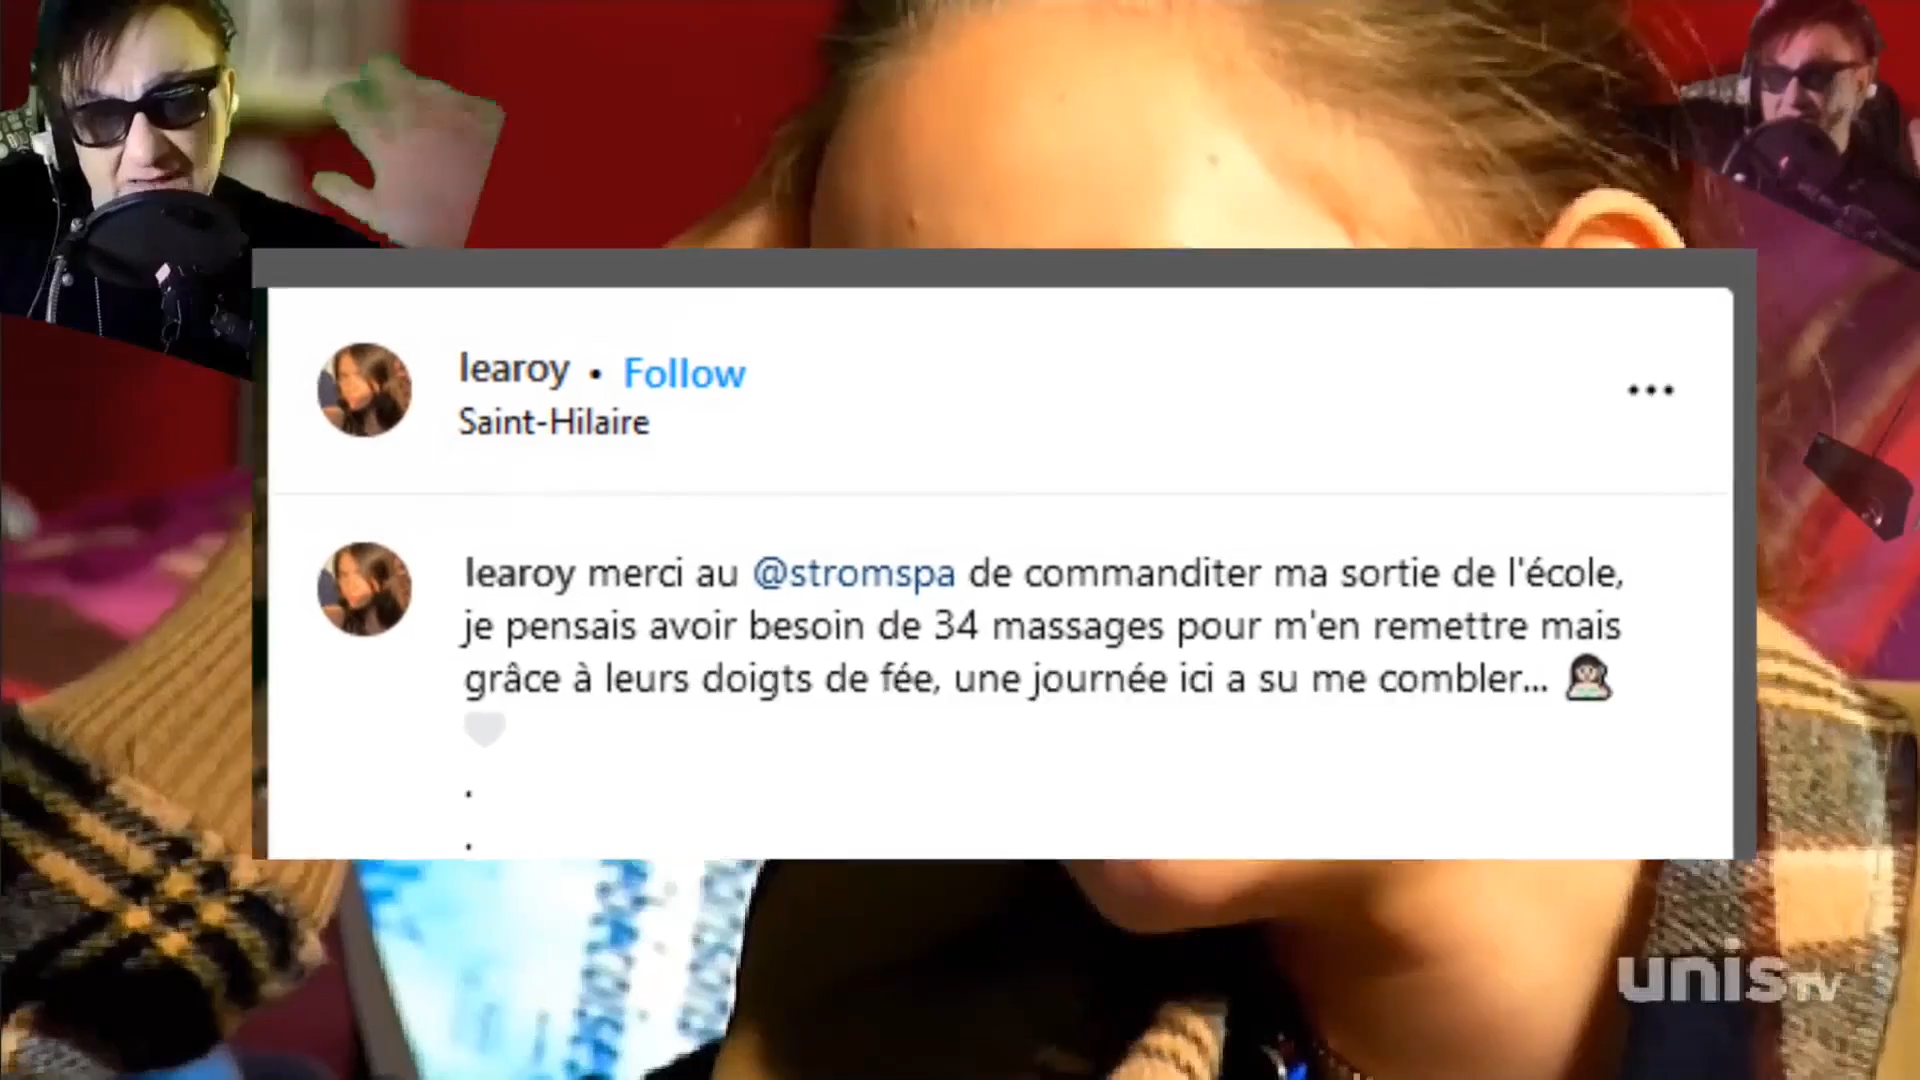 learoy • Follow
Saint-Hilaire
learoy merci au @stromspa de commanditer ma sortie de l'école,
je pensais avoir besoin de 34 massages pour m'en remettre mais
grâce à leurs doigts de fée, une journée ici a su me combler...
.
.
unis TV